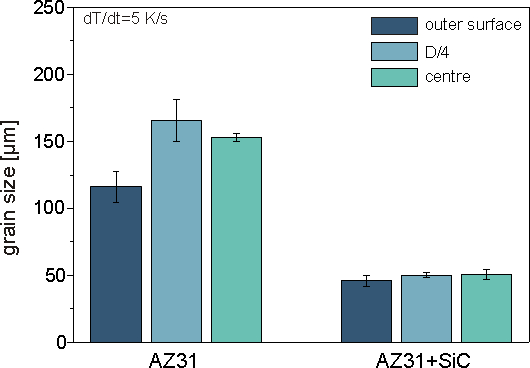 dT/dt=5 K/s
outer surface
D/4
centre
grain size [µm]
250
200
150
100
50
0
AZ31
AZ31+SiC